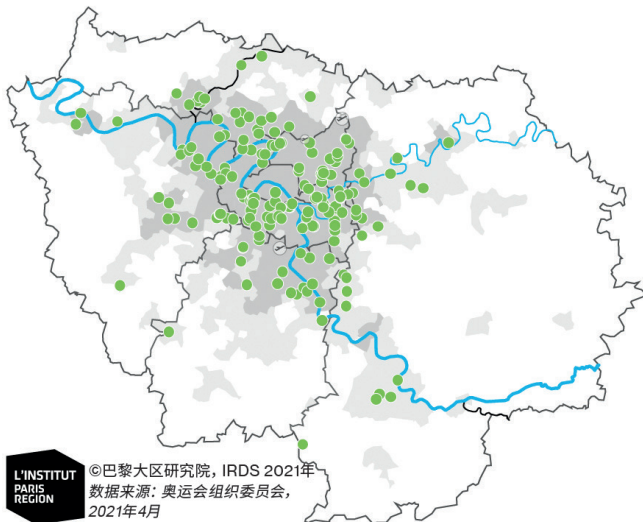 L'INSTITUT
PARIS
REGION
©巴黎大区研究院, IRDS 2021年
数据来源：奥运会组织委员会，
2021年4月